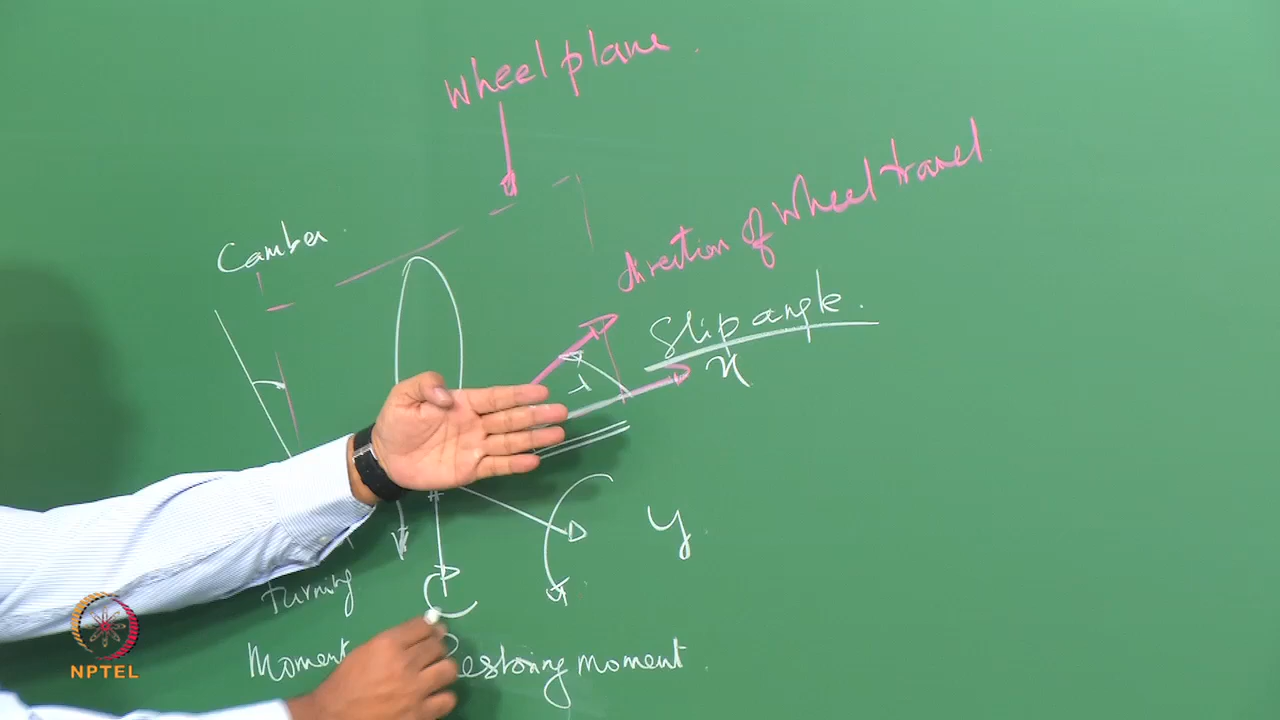 Wheel plane.
direction of wheel travel
Camber.
Slip angle.
x
y.
turning
Moment
Restoring moment.
NPTEL